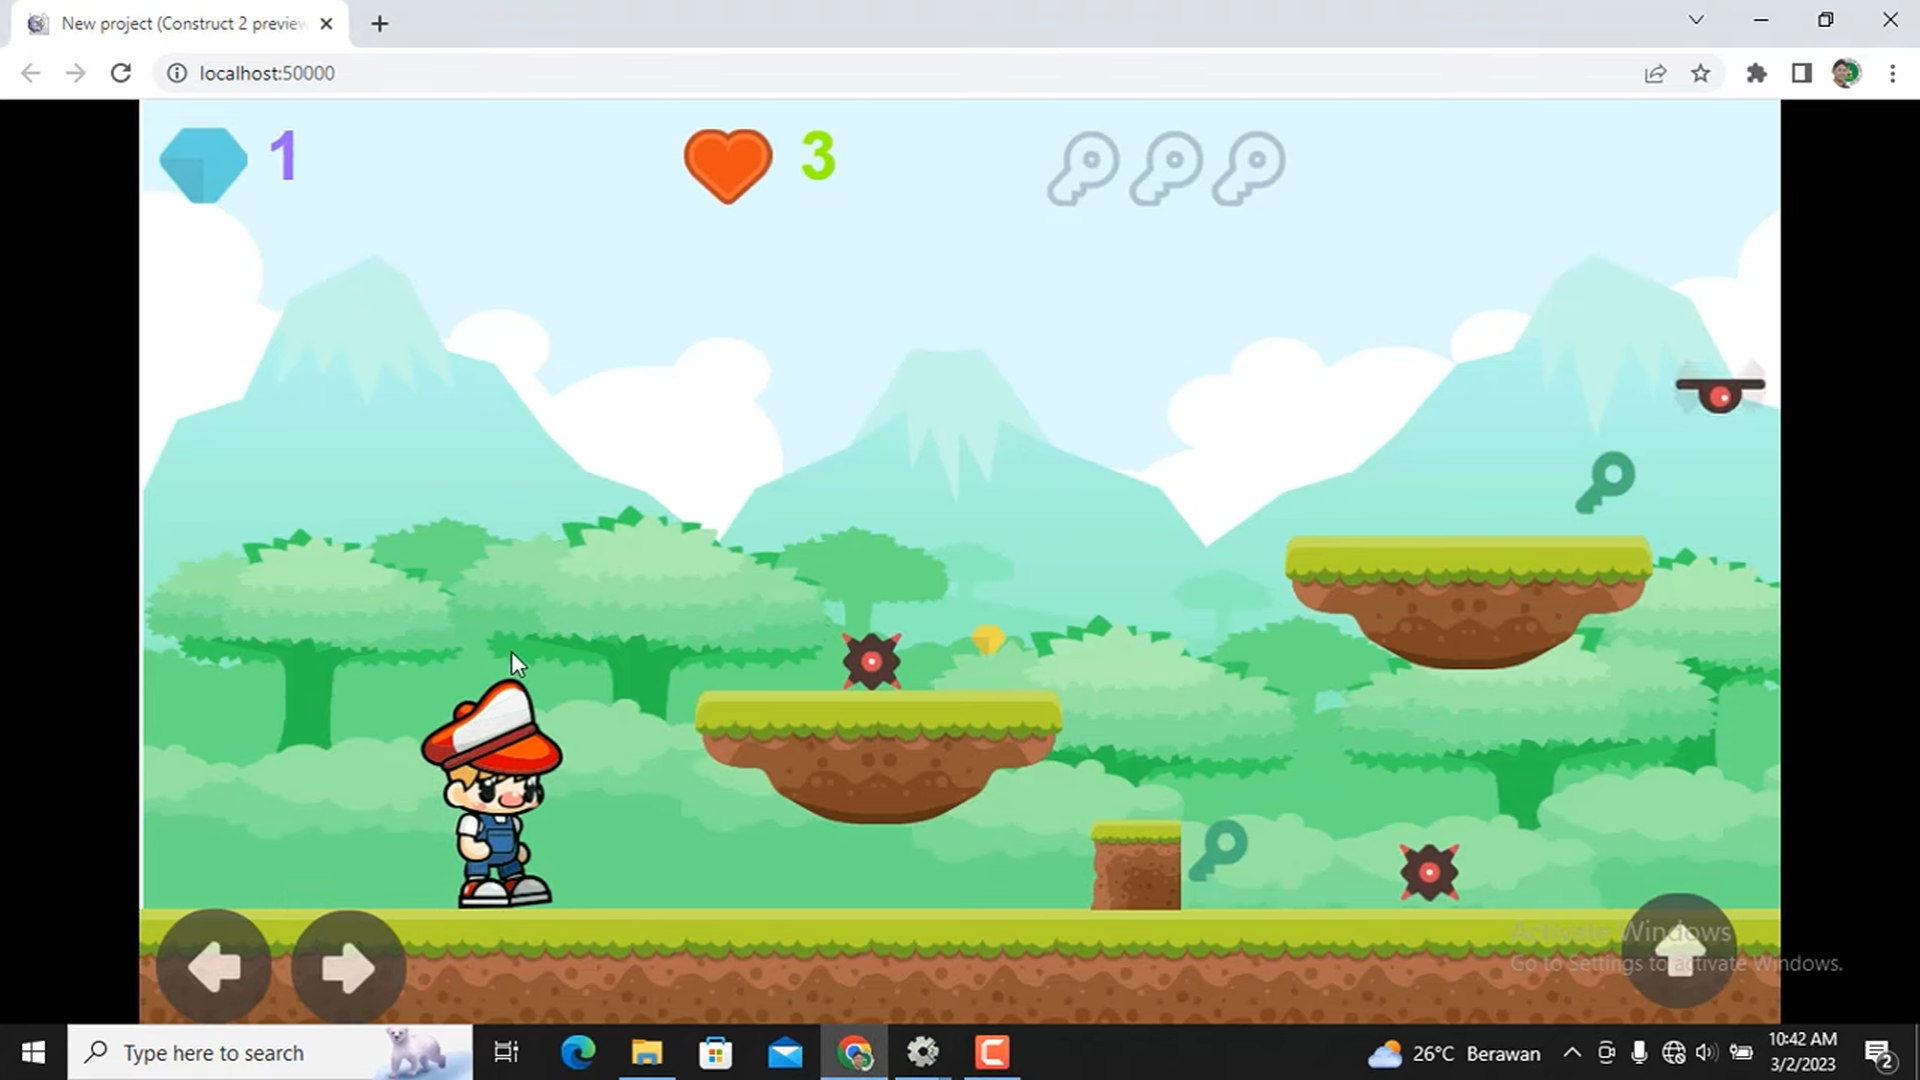 New project (Construct 2 preview
localhost:50000
1
3
Activate Windows
Go to Settings to activate Windows.
Type here to search
26°C Berawan
10:42 AM
3/2/2023
2